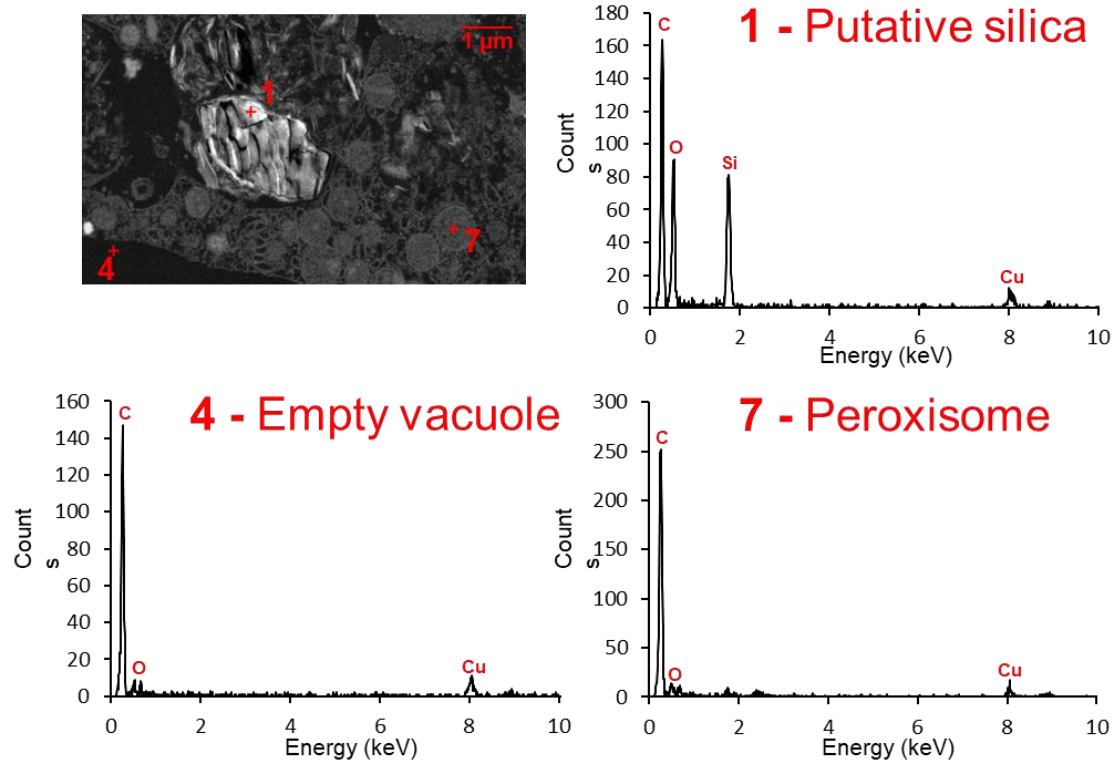 1 µm
1
4
7
1 - Putative silica
Count
s
180
160
140
120
100
80
60
40
20
0
C
O
Si
Cu
0 2 4 6 8 10
Energy (keV)
4 - Empty vacuole
Count
s
160
140
120
100
80
60
40
20
0
C
O
Cu
0 2 4 6 8 10
Energy (keV)
7 - Peroxisome
Count
s
300
250
200
150
100
50
0
C
O
Cu
0 2 4 6 8 10
Energy (keV)